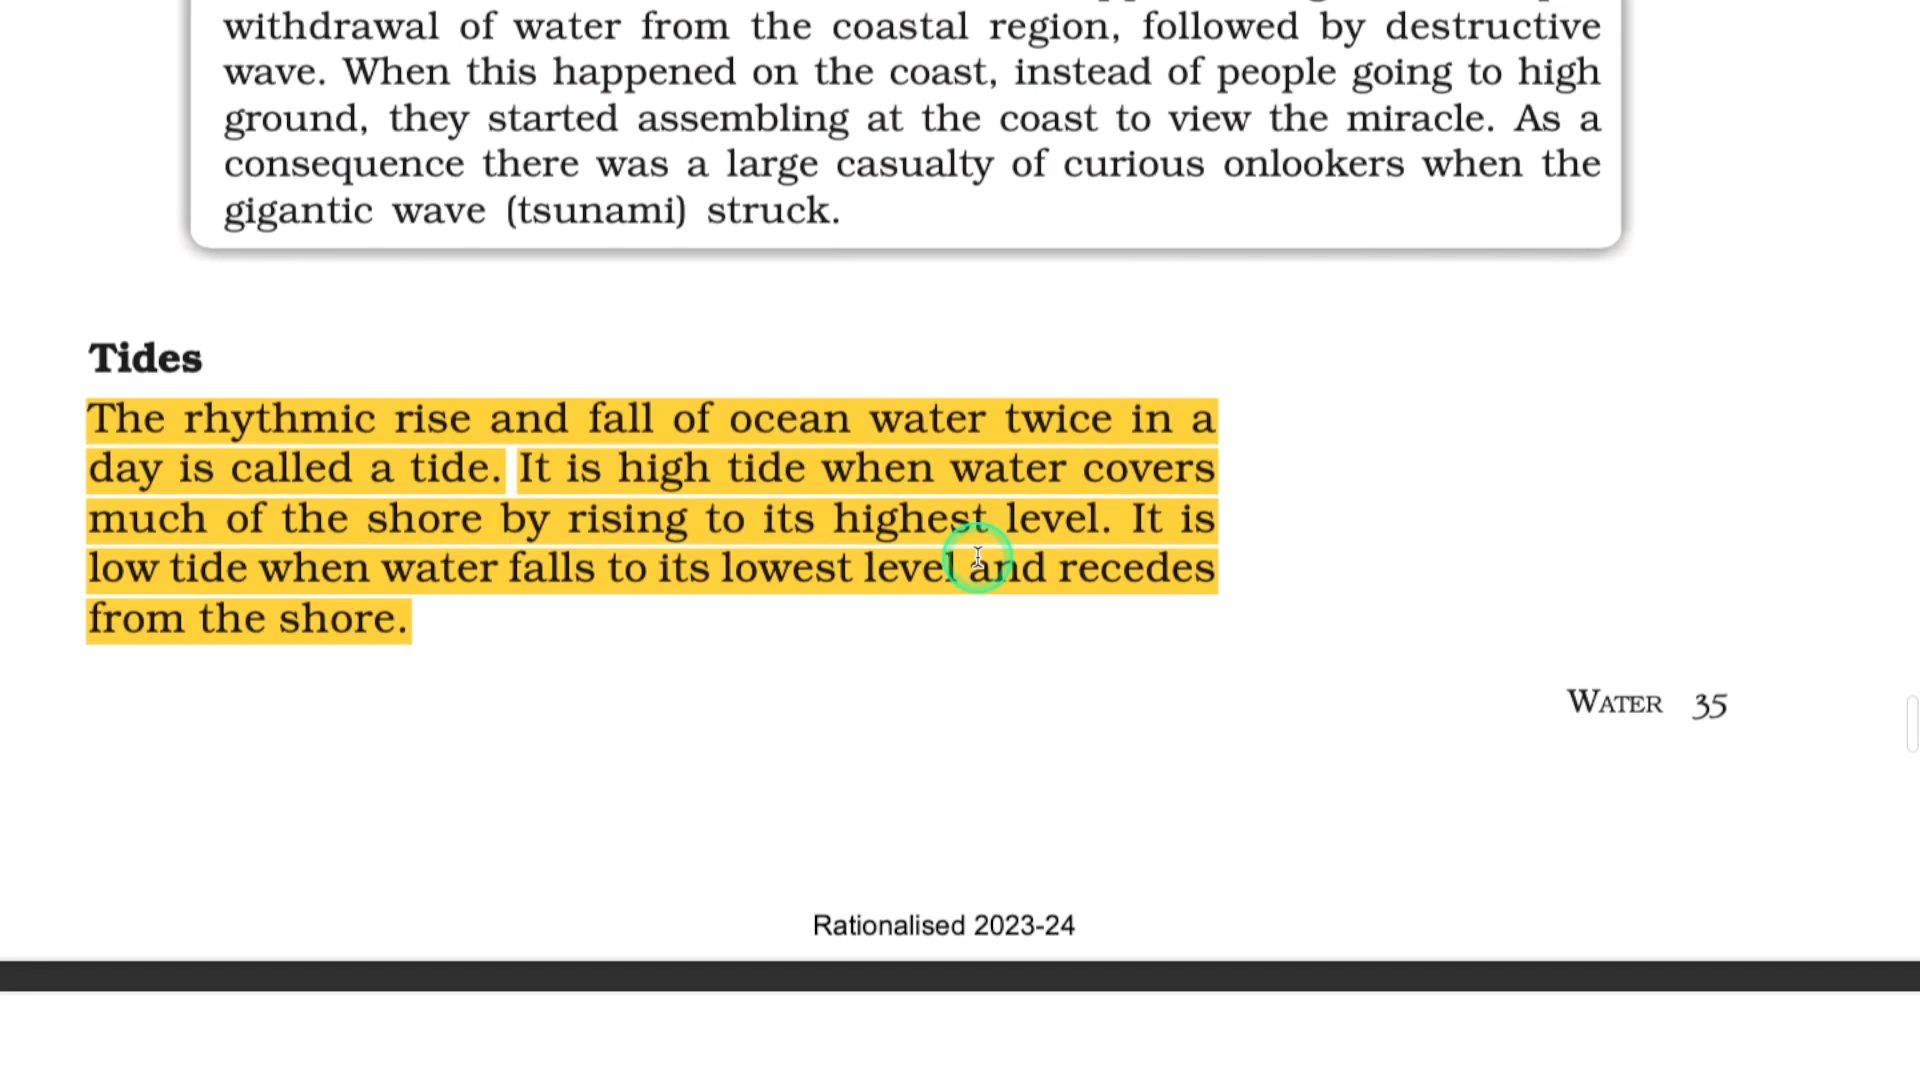 withdrawal of water from the coastal region, followed by destructive
wave. When this happened on the coast, instead of people going to high
ground, they started assembling at the coast to view the miracle. As a
consequence there was a large casualty of curious onlookers when the
gigantic wave (tsunami) struck.
Tides
The rhythmic rise and fall of ocean water twice in a
day is called a tide. It is high tide when water covers
much of the shore by rising to its highest level. It is
low tide when water falls to its lowest level and recedes
from the shore.
WATER 35
Rationalised 2023-24